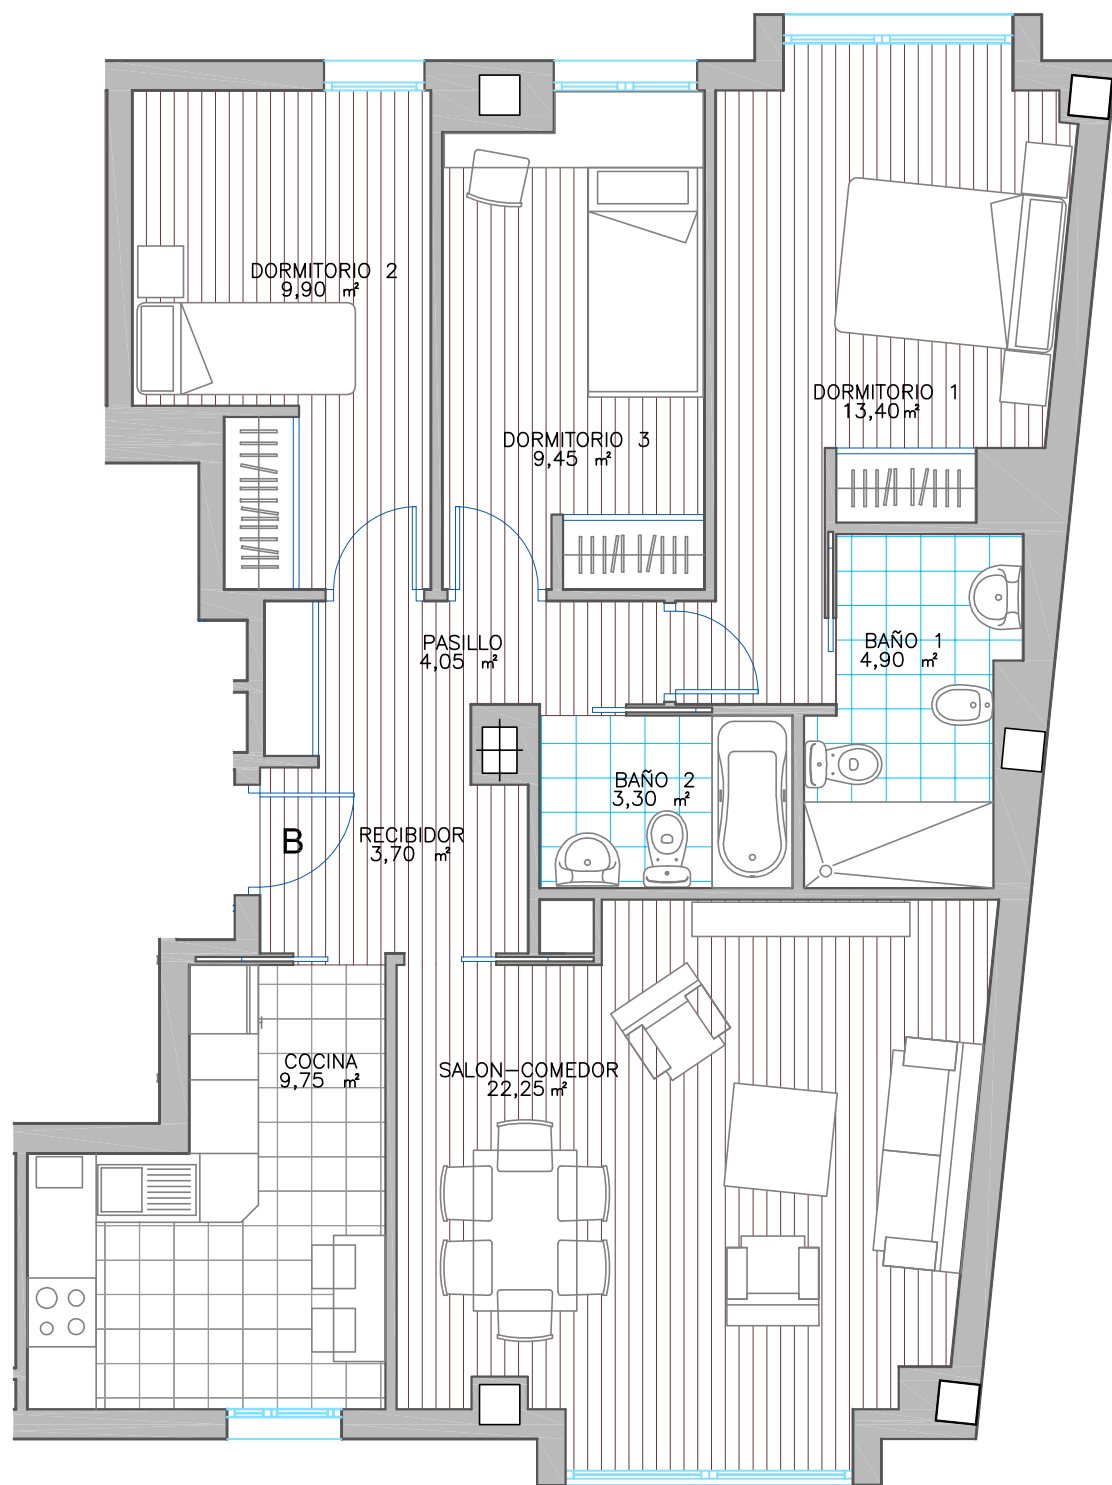 DORMITORIO 2
9,90 m²
DORMITORIO 1
13,40 m²
DORMITORIO 3
9,45 m²
PASILLO
4,05 m²
BAÑO 1
4,90 m²
BAÑO 2
3,30 m²
B
RECIBIDOR
3,70 m²
COCINA
9,75 m²
SALON-COMEDOR
22,25 m²